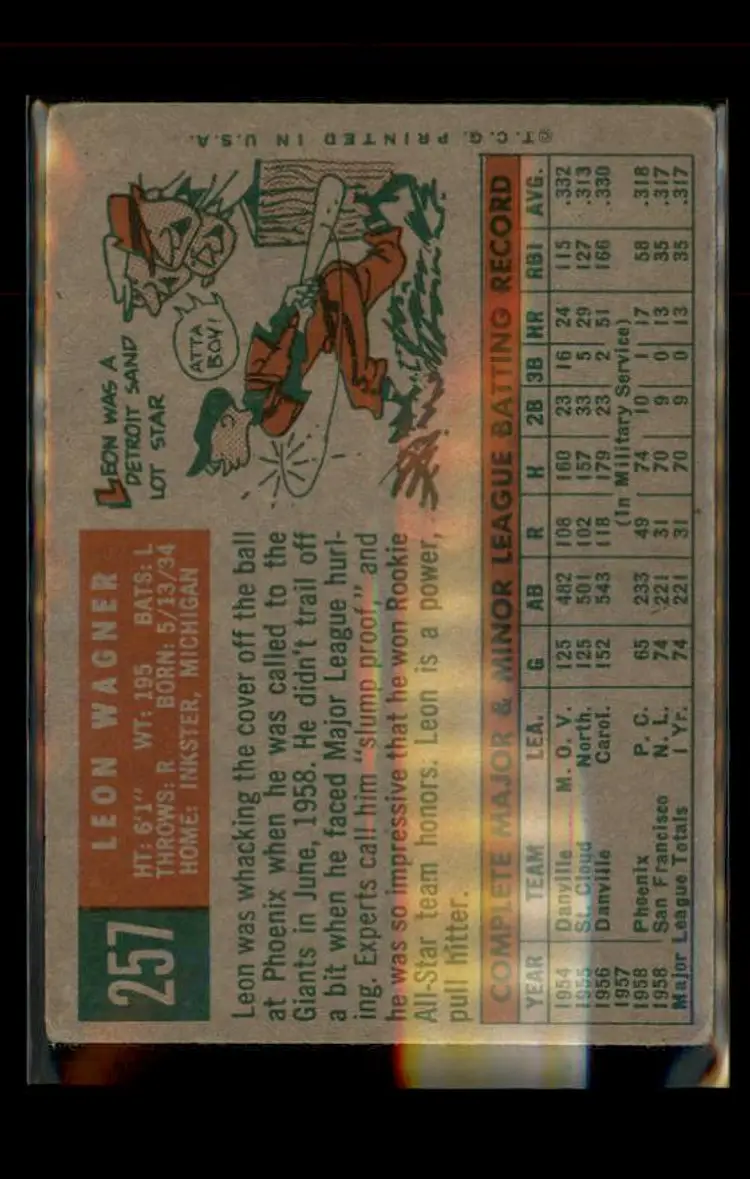 257
LEON WAGNER
HT: 6'1" WT: 195 BATS: L
THROWS: R BORN: 5/13/34
HOME: INKSTER, MICHIGAN
Leon was whacking the cover off the ball
at Phoenix when he was called to the
Giants in June, 1958. He didn't trail off
a bit when he faced Major League hurl-
ing. Experts call him "slump proof," and
he was so impressive that he won Rookie
All-Star team honors. Leon is a power,
pull hitter.
LEON WAS A
DETROIT SAND
LOT STAR
ATTA
BOY!
COMPLETE MAJOR & MINOR LEAGUE BATTING RECORD
YEAR TEAM LEA. G AB R H 2B 3B HR RBI AVG.
1954 Danville M. O. V. 125 482 108 160 23 16 24 115 .332
1955 St. Cloud North. 125 501 102 157 33 5 29 127 .313
1956 Danville Carol. 152 543 118 179 23 2 51 166 .330
1957 (In Military Service)
1958 Phoenix P. C. 65 233 49 74 10 1 17 58 .318
1958 San Francisco N. L. 74 221 31 70 9 0 13 35 .317
Major League Totals 1 Yr. 74 221 31 70 9 0 13 35 .317
©T.C.G. PRINTED IN U.S.A.